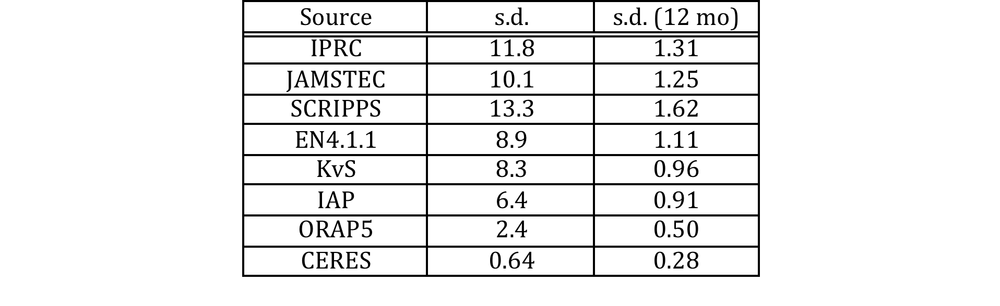 Source s.d. s.d. (12 mo)
IPRC 11.8 1.31
JAMSTEC 10.1 1.25
SCRIPPS 13.3 1.62
EN4.1.1 8.9 1.11
KvS 8.3 0.96
IAP 6.4 0.91
ORAP5 2.4 0.50
CERES 0.64 0.28